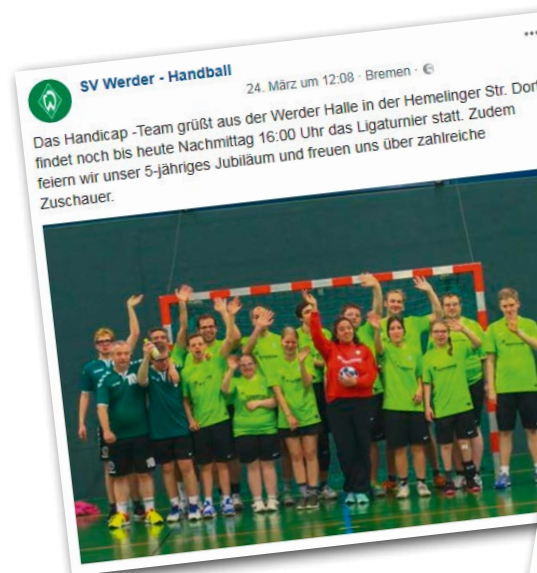 SV Werder - Handball
24. März um 12:08 · Bremen ·
Das Handicap -Team grüßt aus der Werder Halle in der Hemelinger Str. Dort
findet noch bis heute Nachmittag 16:00 Uhr das Ligaturnier statt. Zudem
feiern wir unser 5-jähriges Jubiläum und freuen uns über zahlreiche
Zuschauer.